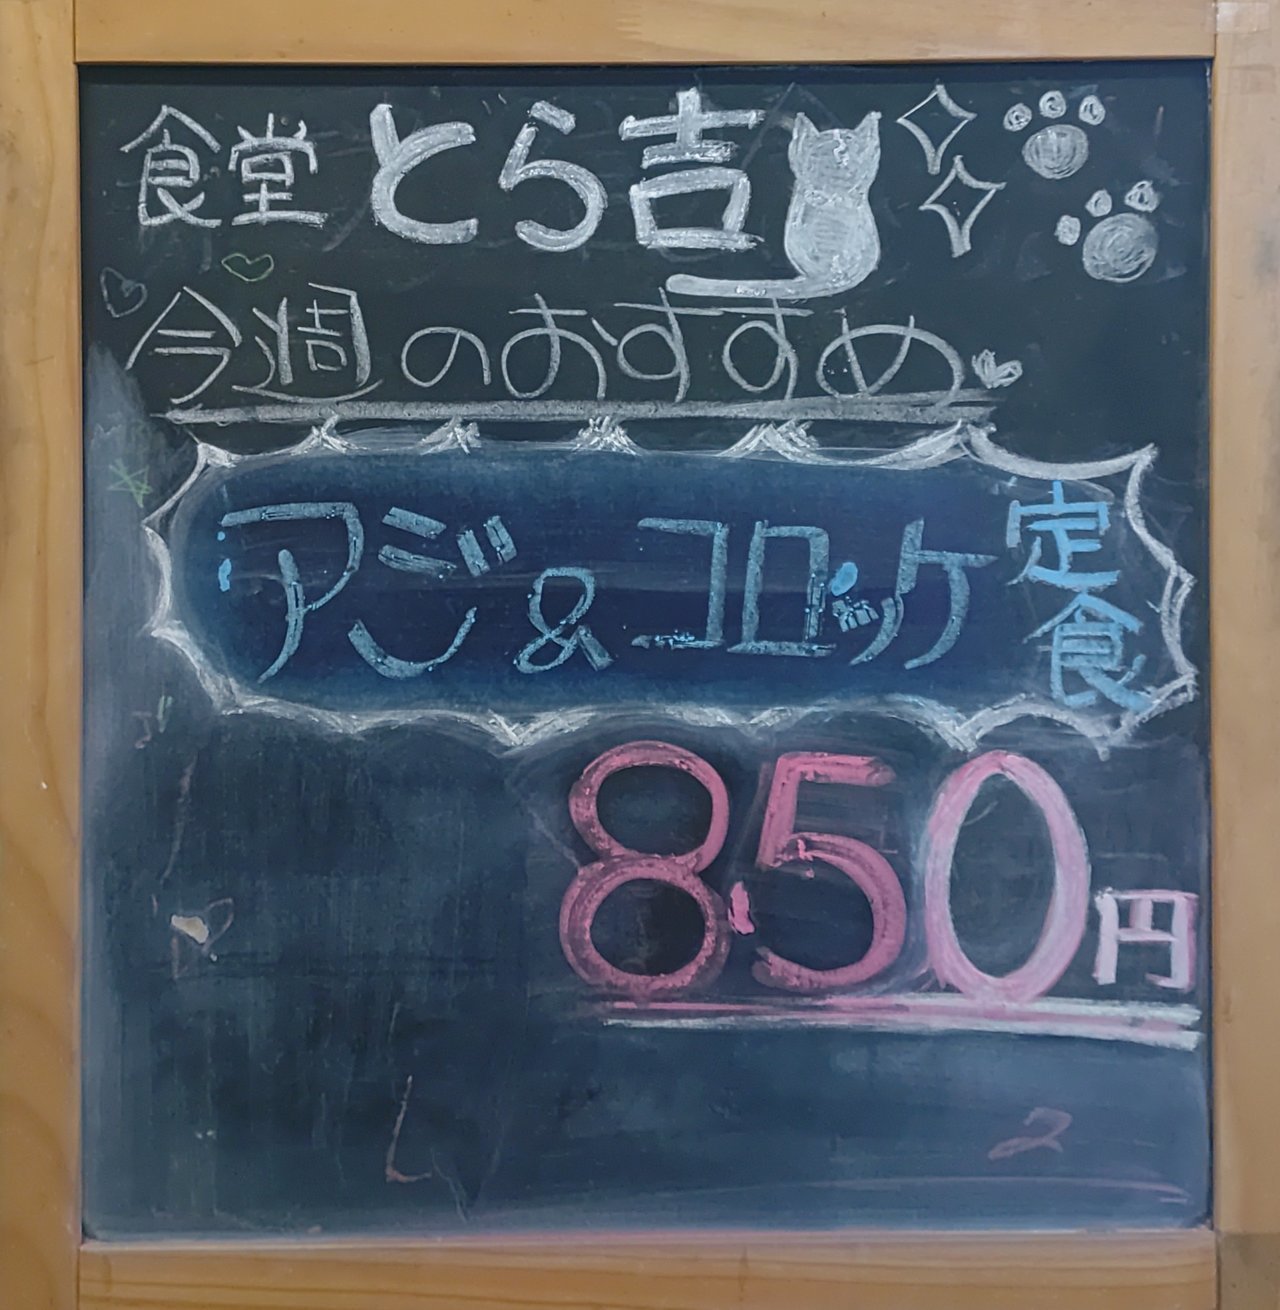 食堂 とら吉
今週のおすすめ
アジ&コロッケ定食
850円
2